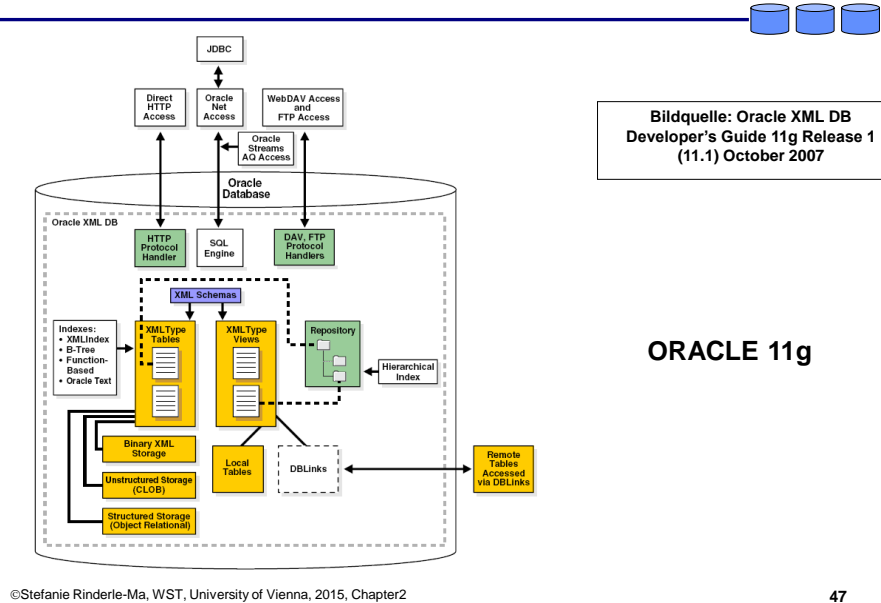 JDBC
Direct
HTTP
Access
Oracle
Net
Access
WebDAV Access
and
FTP Access
Oracle
Streams
AQ Access
Bildquelle: Oracle XML DB
Developer's Guide 11g Release 1
(11.1) October 2007
Oracle
Database
Oracle XML DB
HTTP
Protocol
Handler
SQL
Engine
DAV, FTP
Protocol
Handlers
XML Schemas
Indexes:
• XMLIndex
• B-Tree
• Function-
Based
• Oracle Text
XMLType
Tables
XMLType
Views
Repository
Hierarchical
Index
ORACLE 11g
Binary XML
Storage
Unstructured Storage
(CLOB)
Structured Storage
(Object Relational)
Local
Tables
DBLinks
Remote
Tables
Accessed
via DBLinks
©Stefanie Rinderle-Ma, WST, University of Vienna, 2015, Chapter2
47